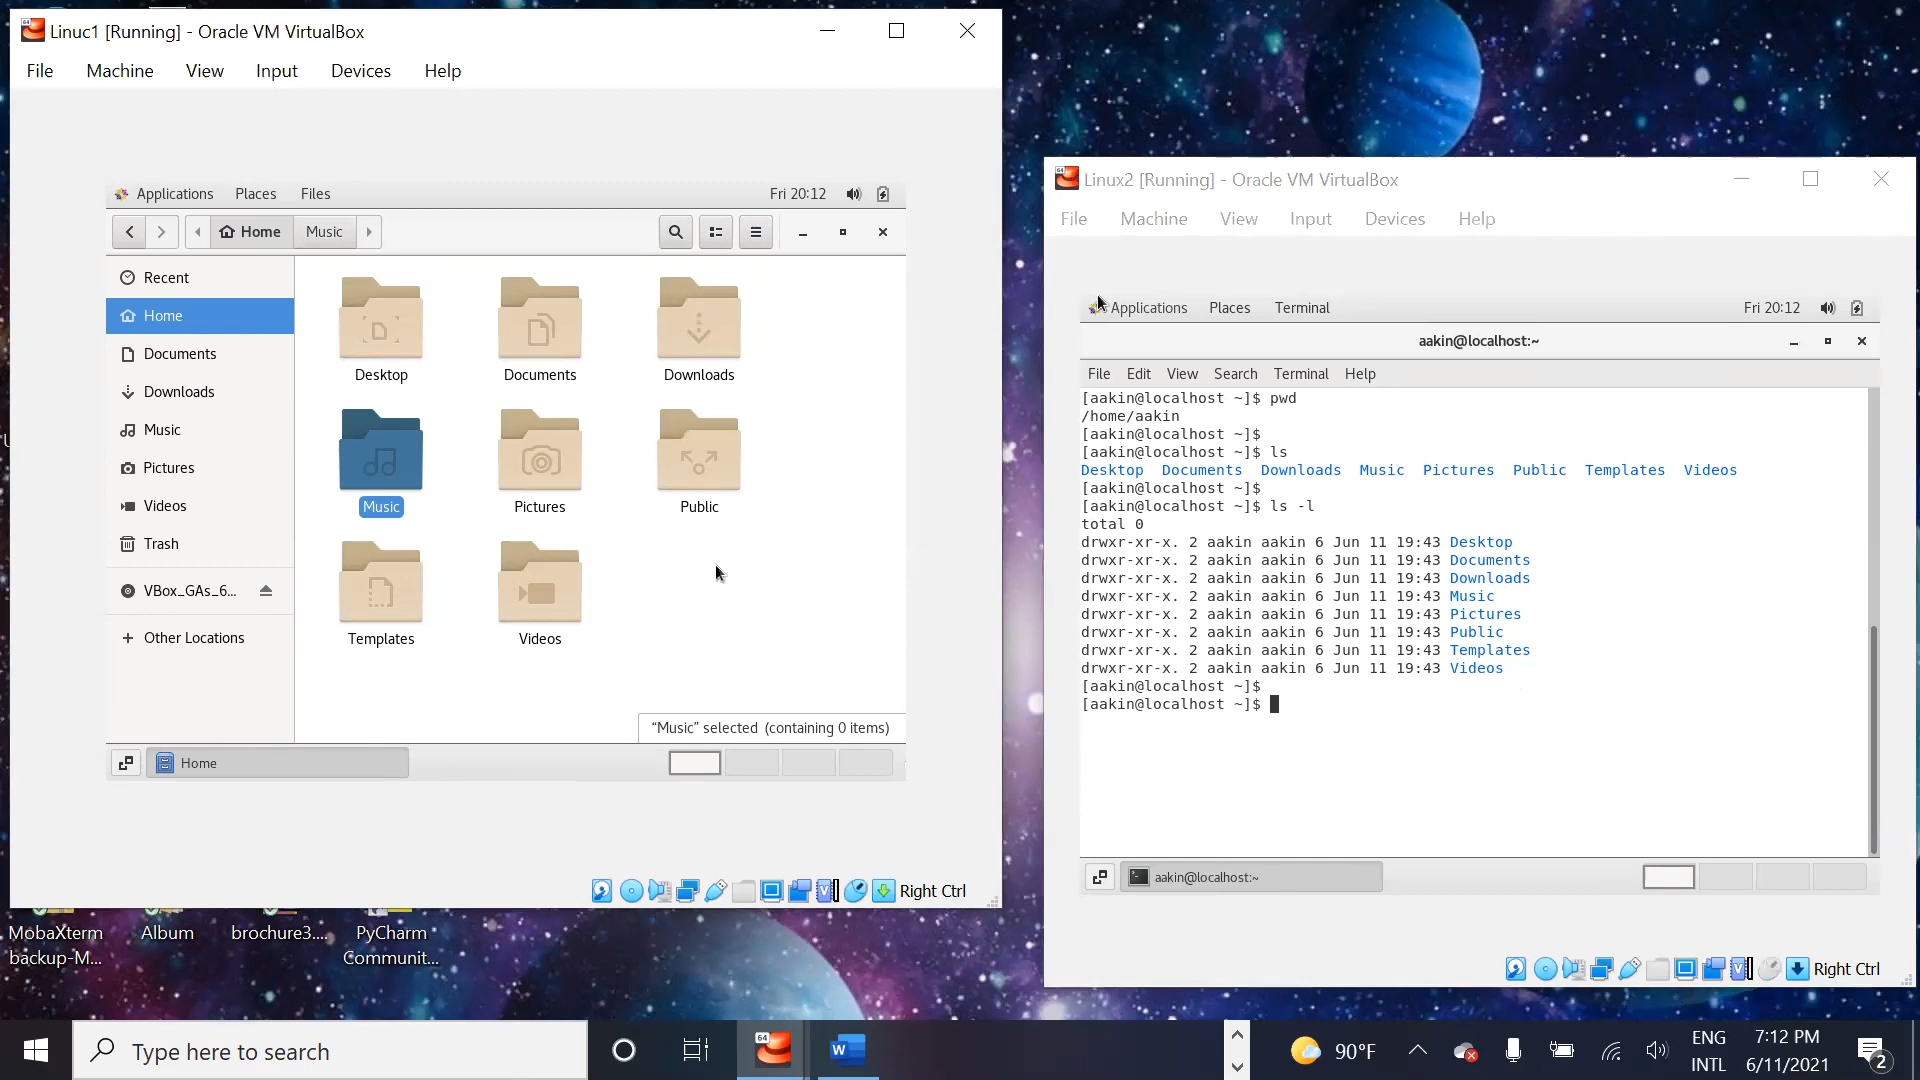 Linuc1 [Running] - Oracle VM VirtualBox
File Machine View Input Devices Help
Applications Places Files Fri 20:12
Home Music
Recent
Home
Documents
Downloads
Music
Pictures
Videos
Trash
VBox_GAs_6...
Other Locations
Desktop Documents Downloads
Music Pictures Public
Templates Videos
“Music” selected (containing 0 items)
Home
Right Ctrl
Linux2 [Running] - Oracle VM VirtualBox
File Machine View Input Devices Help
Applications Places Terminal Fri 20:12
aakin@localhost:~
File Edit View Search Terminal Help
[aakin@localhost ~]$ pwd
/home/aakin
[aakin@localhost ~]$
[aakin@localhost ~]$ ls
Desktop Documents Downloads Music Pictures Public Templates Videos
[aakin@localhost ~]$
[aakin@localhost ~]$ ls -l
total 0
drwxr-xr-x. 2 aakin aakin 6 Jun 11 19:43 Desktop
drwxr-xr-x. 2 aakin aakin 6 Jun 11 19:43 Documents
drwxr-xr-x. 2 aakin aakin 6 Jun 11 19:43 Downloads
drwxr-xr-x. 2 aakin aakin 6 Jun 11 19:43 Music
drwxr-xr-x. 2 aakin aakin 6 Jun 11 19:43 Pictures
drwxr-xr-x. 2 aakin aakin 6 Jun 11 19:43 Public
drwxr-xr-x. 2 aakin aakin 6 Jun 11 19:43 Templates
drwxr-xr-x. 2 aakin aakin 6 Jun 11 19:43 Videos
[aakin@localhost ~]$
[aakin@localhost ~]$
aakin@localhost:~
Right Ctrl
MobaXterm
backup-M...
Album
brochure3....
PyCharm
Communit...
Type here to search
64
W
90°F
ENG
INTL
7:12 PM
6/11/2021
2